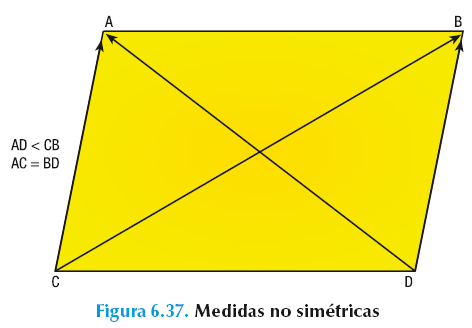 A
B
AD < CB
AC = BD
C
D
Figura 6.37. Medidas no simétricas